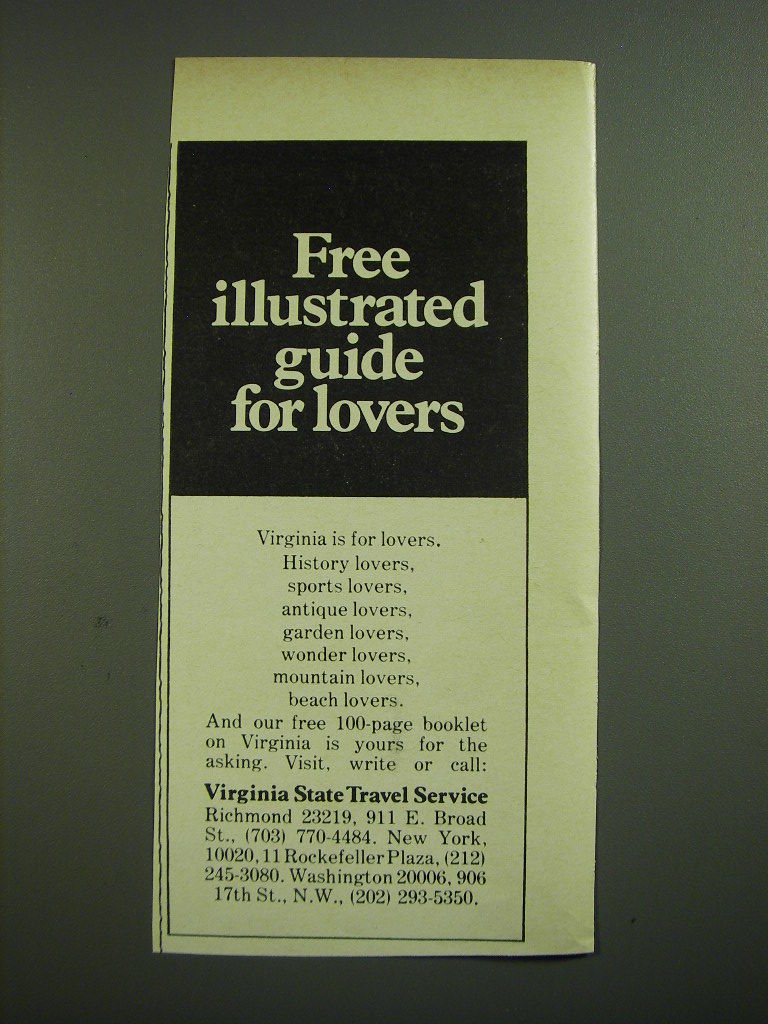 Free
illustrated
guide
for lovers
Virginia is for lovers.
History lovers,
sports lovers,
antique lovers,
garden lovers,
wonder lovers,
mountain lovers,
beach lovers.
And our free 100-page booklet
on Virginia is yours for the
asking. Visit, write or call:
Virginia State Travel Service
Richmond 23219, 911 E. Broad
St., (703) 770-4484. New York,
10020, 11 Rockefeller Plaza, (212)
245-3080. Washington 20006, 906
17th St., N.W., (202) 293-5350.